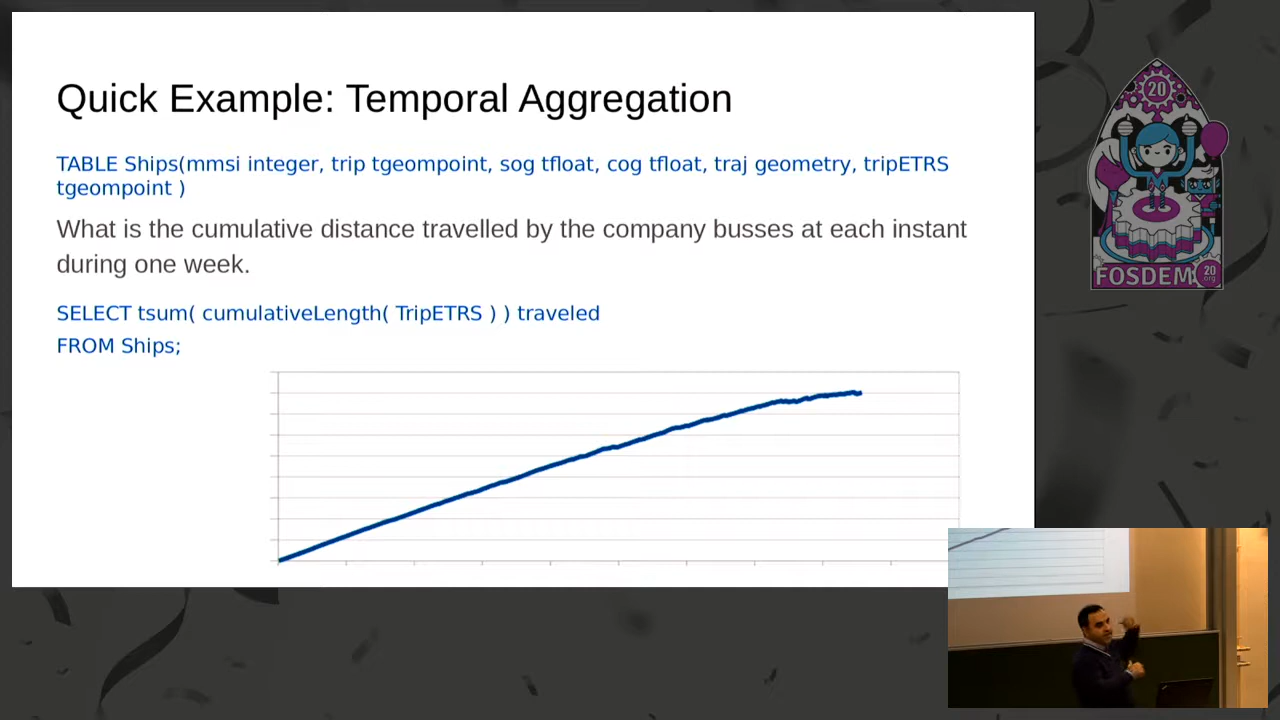 Quick Example: Temporal Aggregation
TABLE Ships(mmsi integer, trip tgeompoint, sog tfloat, cog tfloat, traj geometry, tripETRS
tgeompoint )
What is the cumulative distance travelled by the company busses at each instant
during one week.
SELECT tsum( cumulativeLength( TripETRS ) ) traveled
FROM Ships;
20
FOSDEM
20
.org